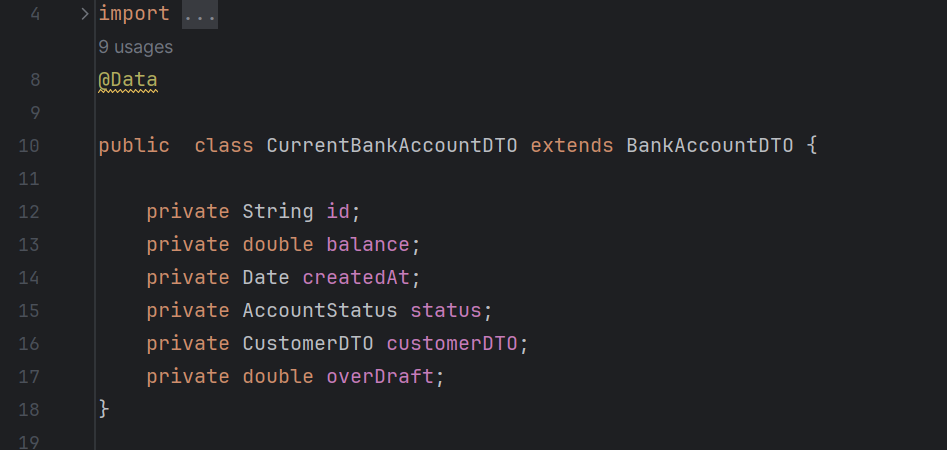 4 import ...
9 usages
8 @Data
9
10 public  class CurrentBankAccountDTO extends BankAccountDTO {
11
12 private String id;
13 private double balance;
14 private Date createdAt;
15 private AccountStatus status;
16 private CustomerDTO customerDTO;
17 private double overDraft;
18 }
19